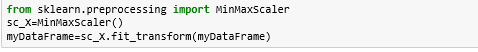 from sklearn.preprocessing import MinMaxScaler
sc_X=MinMaxScaler()
myDataFrame=sc_X.fit_transform(myDataFrame)